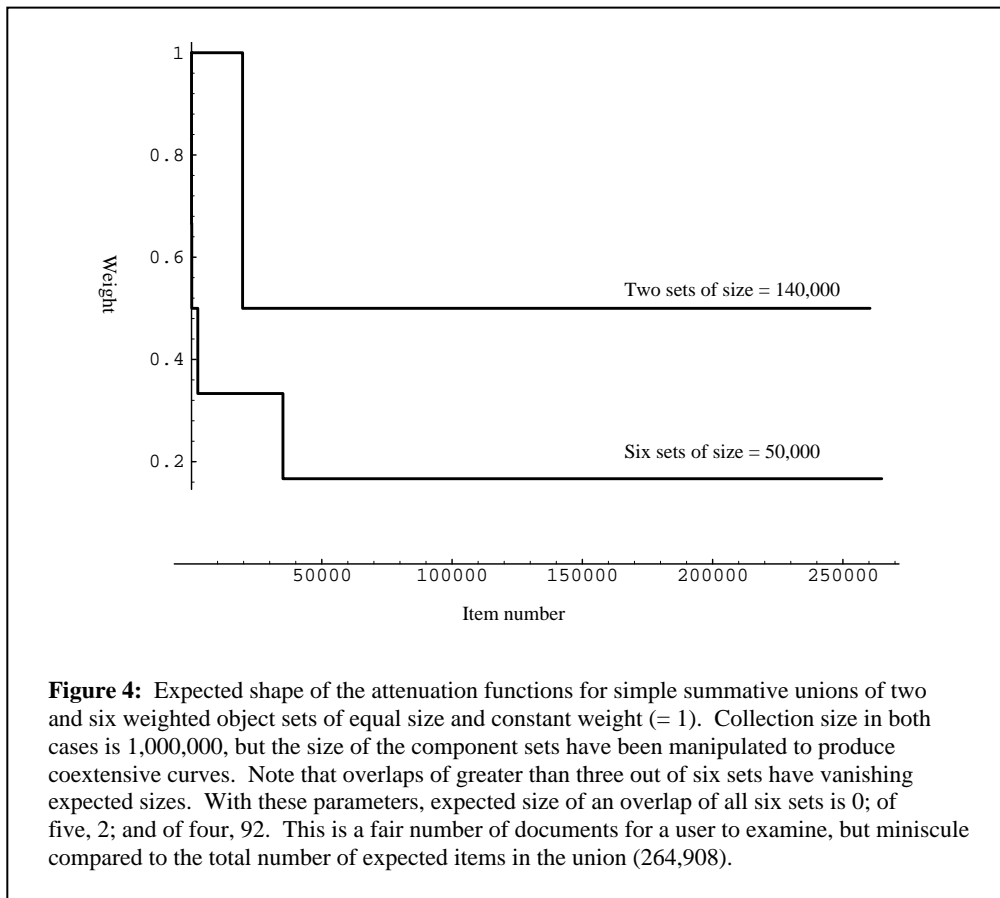 1
0.8
0.6
0.4
0.2
Weight
Two sets of size = 140,000
Six sets of size = 50,000
50000 100000 150000 200000 250000
Item number
Figure 4: Expected shape of the attenuation functions for simple summative unions of two
and six weighted object sets of equal size and constant weight (= 1). Collection size in both
cases is 1,000,000, but the size of the component sets have been manipulated to produce
coextensive curves. Note that overlaps of greater than three out of six sets have vanishing
expected sizes. With these parameters, expected size of an overlap of all six sets is 0; of
five, 2; and of four, 92. This is a fair number of documents for a user to examine, but miniscule
compared to the total number of expected items in the union (264,908).